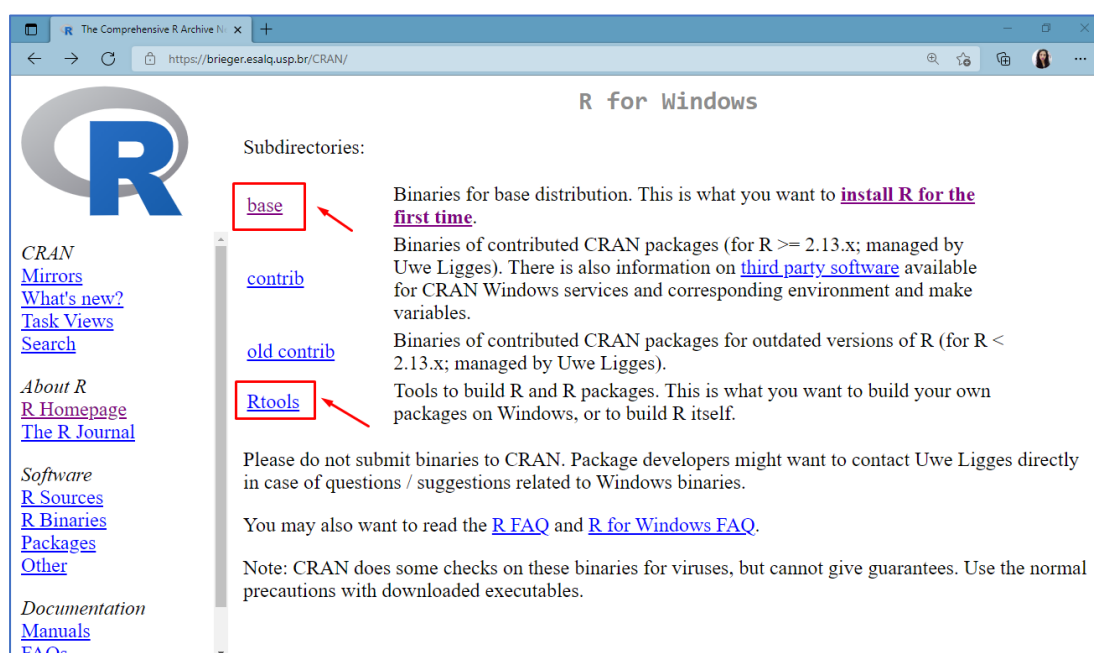 The Comprehensive R Archive N
https://brieger.esalq.usp.br/CRAN/
R
R for Windows
Subdirectories:
base
Binaries for base distribution. This is what you want to install R for the
first time.
contrib
Binaries of contributed CRAN packages (for R >= 2.13.x; managed by
Uwe Ligges). There is also information on third party software available
for CRAN Windows services and corresponding environment and make
variables.
old contrib
Binaries of contributed CRAN packages for outdated versions of R (for R <
2.13.x; managed by Uwe Ligges).
Rtools
Tools to build R and R packages. This is what you want to build your own
packages on Windows, or to build R itself.
Please do not submit binaries to CRAN. Package developers might want to contact Uwe Ligges directly
in case of questions / suggestions related to Windows binaries.
You may also want to read the R FAQ and R for Windows FAQ.
Note: CRAN does some checks on these binaries for viruses, but cannot give guarantees. Use the normal
precautions with downloaded executables.
CRAN
Mirrors
What's new?
Task Views
Search
About R
R Homepage
The R Journal
Software
R Sources
R Binaries
Packages
Other
Documentation
Manuals
FAQs